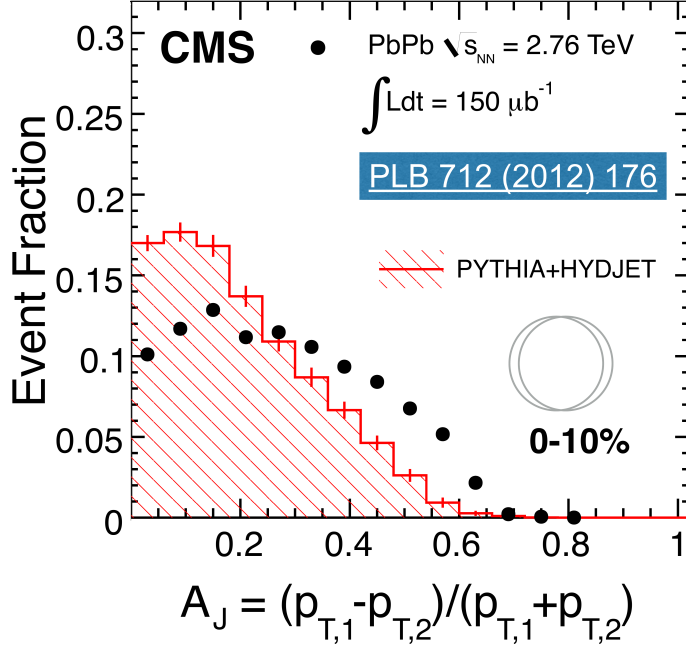 CMS
PbPb √s_NN = 2.76 TeV
∫Ldt = 150 μb⁻¹
PLB 712 (2012) 176
PYTHIA+HYDJET
0-10%
Event Fraction
0.3
0.25
0.2
0.15
0.1
0.05
0
0.2 0.4 0.6 0.8 1
A_J = (p_T,1-p_T,2)/(p_T,1+p_T,2)